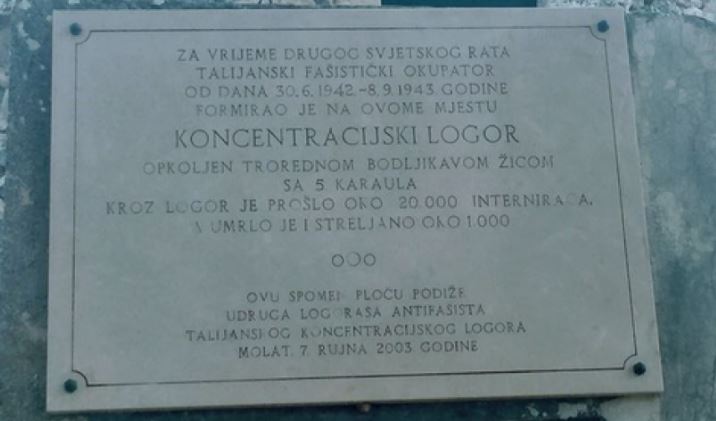 ZA VRIJEME DRUGOG SVJETSKOG RATA
TALIJANSKI FAŠISTIČKI OKUPATOR
OD DANA 30.6.1942.-8.9.1943. GODINE
FORMIRAO JE NA OVOME MJESTU
KONCENTRACIJSKI LOGOR
OPKOLJEN TROREDNOM BODLJIKAVOM ŽICOM
SA 5 KARAULA
KROZ LOGOR JE PROŠLO OKO 20.000 INTERNIRACA,
A UMRLO JE I STRELJANO OKO 1.000
OOO
OVU SPOMEN PLOČU PODIŽE
UDRUGA LOGORAŠA ANTIFAŠISTA
TALIJANSKOG KONCENTRACIJSKOG LOGORA
MOLAT. 7. RUJNA 2003. GODINE